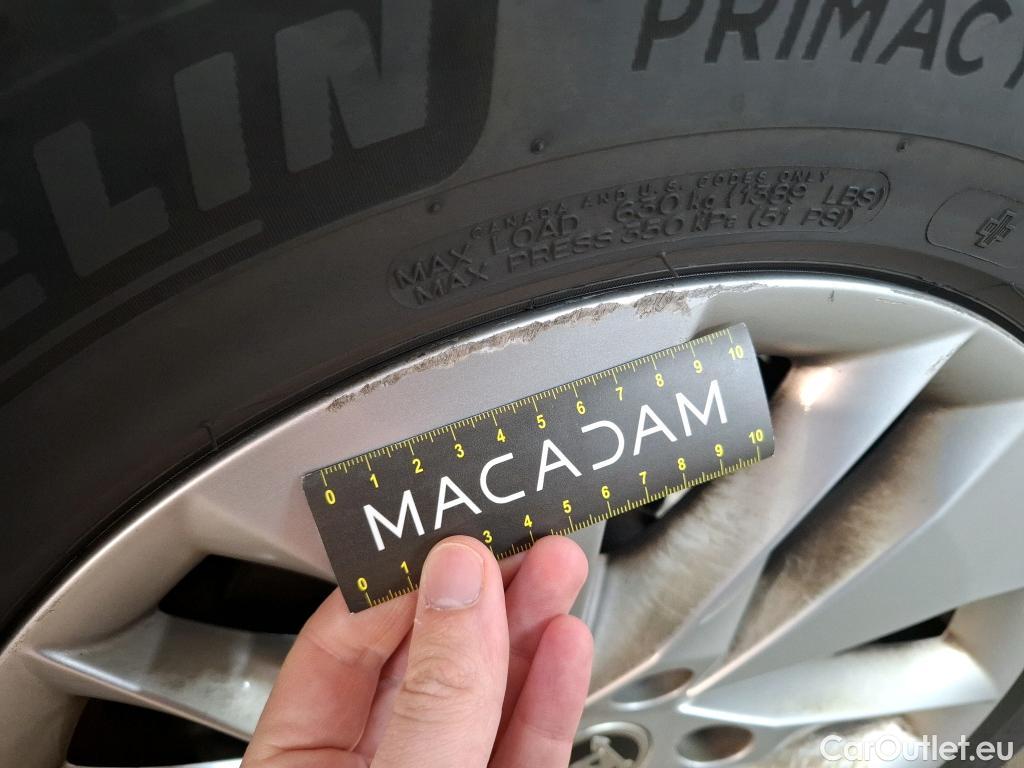 ELIN
PRIMAC
CANADA AND U.S. CODES ONLY
MAX LOAD 630 kg (1389 LBS)
MAX PRESS 350 kPa (51 PSI)
0 1 2 3 4 5 6 7 8 9 10
MACADAM
0 1 3 4 5 6 7 8 9 10
CarOutlet.eu